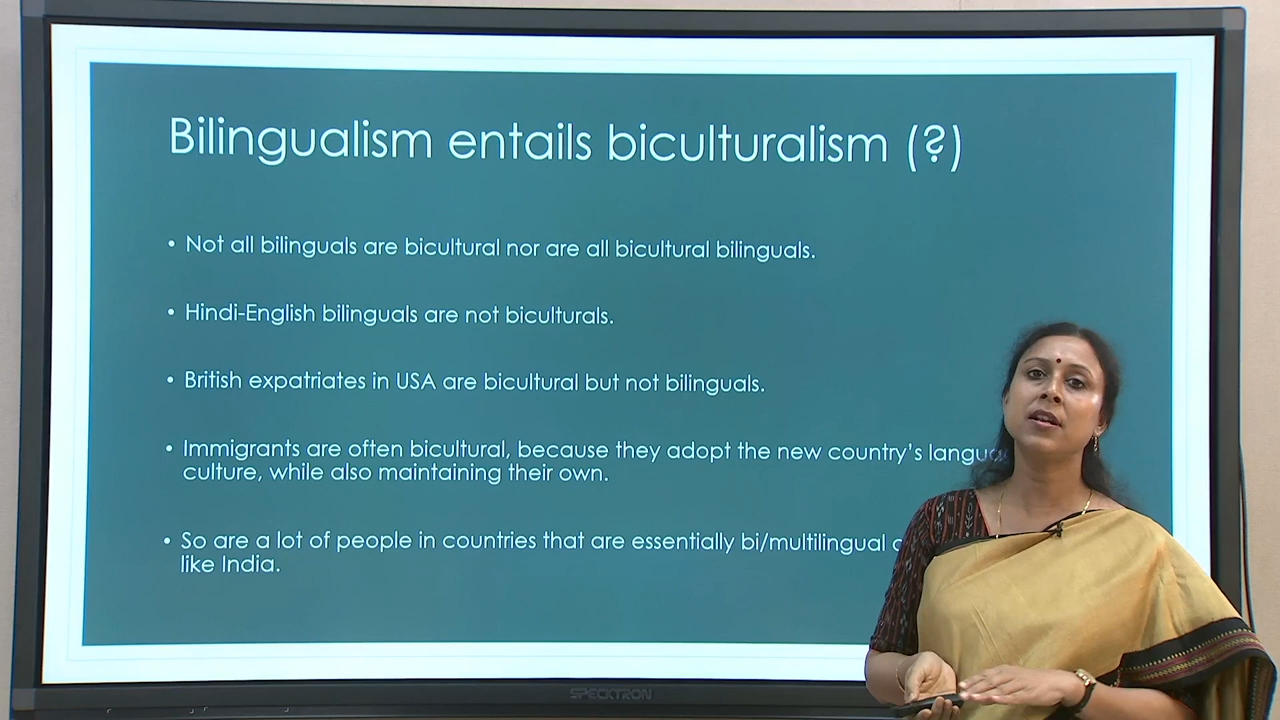 Bilingualism entails biculturalism (?)
• Not all bilinguals are bicultural nor are all bicultural bilinguals.
• Hindi-English bilinguals are not biculturals.
• British expatriates in USA are bicultural but not bilinguals.
• Immigrants are often bicultural, because they adopt the new country's
culture, while also maintaining their own.
• So are a lot of people in countries that are essentially bi/multilingual
like India.
SPECKTRON